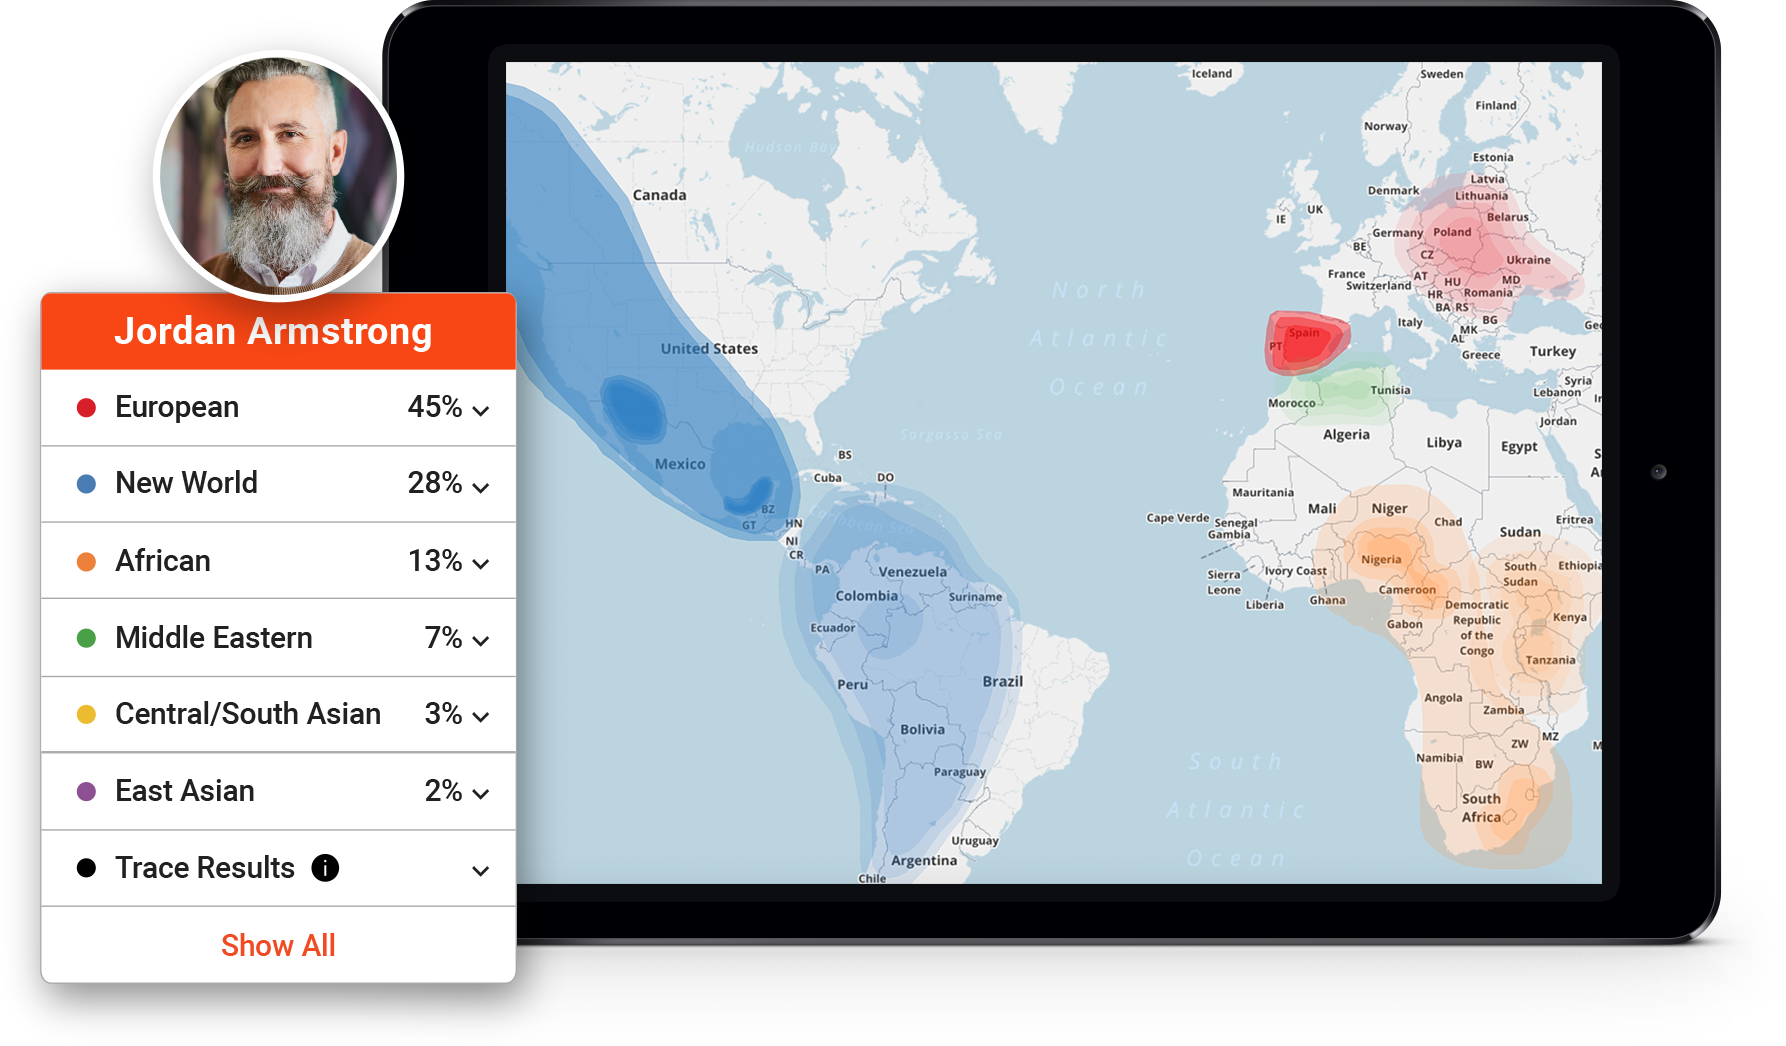 Jordan Armstrong
European 45%
New World 28%
African 13%
Middle Eastern 7%
Central/South Asian 3%
East Asian 2%
Trace Results i
Show All
Iceland
Sweden
Finland
Norway
Hudson Bay
Estonia
Latvia
Denmark
Lithuania
Canada
IE
UK
Belarus
Germany
Poland
BE
CZ
Ukraine
France
AT
HU
MD
Switzerland
North
Atlantic
Ocean
HR
Romania
BA
RS
BG
Italy
MK
AL
Greece
Turkey
Geo
United States
Spain
PT
Syria
Lebanon
Ir
Tunisia
Morocco
Jordan
Sargasso Sea
Algeria
Libya
Egypt
S
A
BS
Mexico
Cuba
DO
Mauritania
Mali
Niger
Chad
Sudan
Eritrea
BZ
GT
HN
Caribbean Sea
NI
CR
Cape Verde
Senegal
Gambia
Nigeria
South
Sudan
Ethiopia
PA
Venezuela
Sierra
Leone
Ivory Coast
Liberia
Ghana
Cameroon
Colombia
Suriname
Democratic
Republic
of the
Congo
Kenya
Gabon
Ecuador
Tanzania
Peru
Brazil
Angola
Zambia
Bolivia
MZ
ZW
M
Namibia
BW
Paraguay
South
Atlantic
Ocean
South
Africa
Uruguay
Argentina
Chile